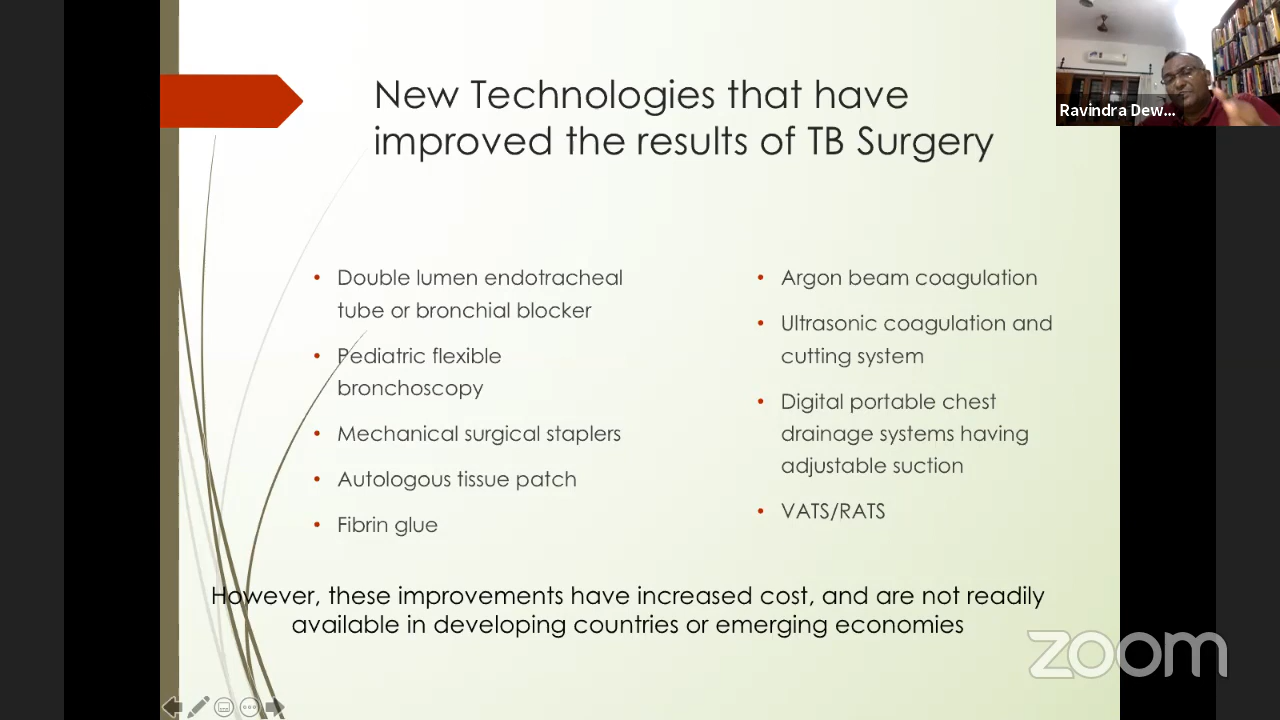 New Technologies that have
improved the results of TB Surgery
Ravindra Dew...
• Double lumen endotracheal
tube or bronchial blocker
• Pediatric flexible
bronchoscopy
• Mechanical surgical staplers
• Autologous tissue patch
• Fibrin glue
• Argon beam coagulation
• Ultrasonic coagulation and
cutting system
• Digital portable chest
drainage systems having
adjustable suction
• VATS/RATS
However, these improvements have increased cost, and are not readily
available in developing countries or emerging economies
zoom